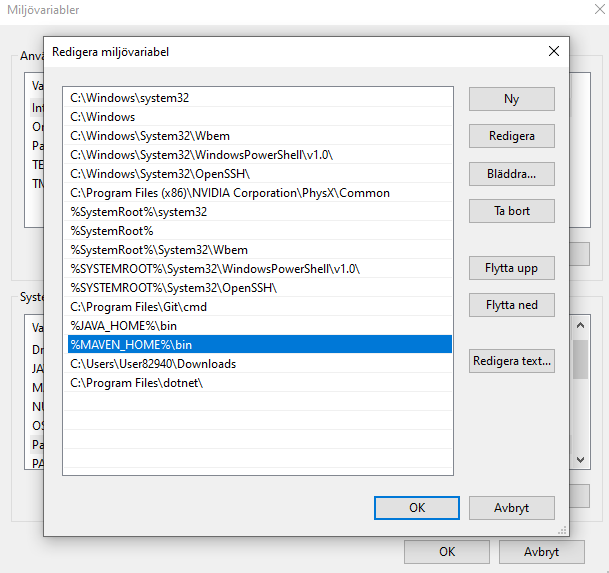 Miljövariabler
Redigera miljövariabel
C:\Windows\system32
C:\Windows
C:\Windows\System32\Wbem
C:\Windows\System32\WindowsPowerShell\v1.0\
C:\Windows\System32\OpenSSH\
C:\Program Files (x86)\NVIDIA Corporation\PhysX\Common
%SystemRoot%\system32
%SystemRoot%
%SystemRoot%\System32\Wbem
%SYSTEMROOT%\System32\WindowsPowerShell\v1.0\
%SYSTEMROOT%\System32\OpenSSH\
C:\Program Files\Git\cmd
%JAVA_HOME%\bin
%MAVEN_HOME%\bin
C:\Users\User82940\Downloads
C:\Program Files\dotnet\
Ny
Redigera
Bläddra...
Ta bort
Flytta upp
Flytta ned
Redigera text...
OK
Avbryt
Anvä
Va
Int
On
Pa
TE
TM
Syste
Va
Dr
JA
M
NU
OS
Pa
PA
OK
Avbryt